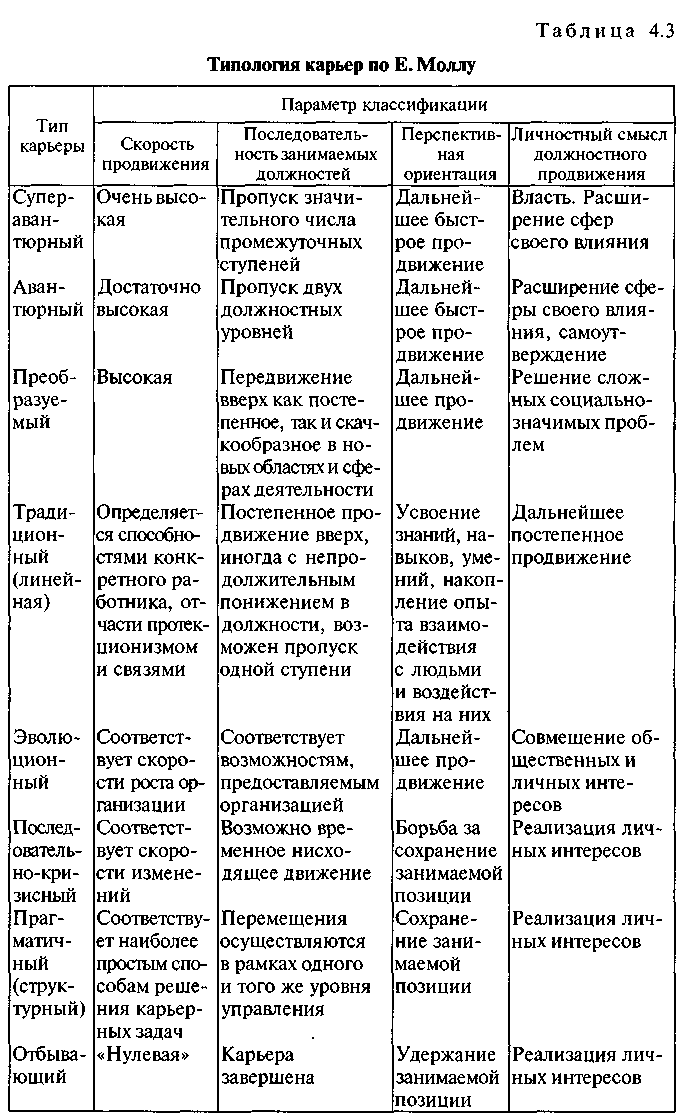 Таблица 4.3
Типология карьер по Е. Моллу
Тип
карьеры
Параметр классификации
Скорость
продвижения
Последователь-
ность занимаемых
должностей
Перспектив-
ная
ориентация
Личностный смысл
должностного
продвижения
Супер-
аван-
тюрный
Очень высо-
кая
Пропуск значи-
тельного числа
промежуточных
ступеней
Дальней-
шее быст-
рое про-
движение
Власть. Расши-
рение сфер
своего влияния
Аван-
тюрный
Достаточно
высокая
Пропуск двух
должностных
уровней
Дальней-
шее быст-
рое про-
движение
Расширение сфе-
ры своего влия-
ния, самоут-
верждение
Преоб-
разуе-
мый
Высокая
Передвижение
вверх как посте-
пенное, так и скач-
кообразное в но-
вых областях и сфе-
рах деятельности
Дальней-
шее про-
движение
Решение слож-
ных социально-
значимых проб-
лем
Тради-
цион-
ный
(линей-
ная)
Определяет-
ся способно-
стями конк-
ретного ра-
ботника, от-
части протек-
ционизмом
и связями
Постепенное про-
движение вверх,
иногда с непро-
должительным
понижением в
должности, воз-
можен пропуск
одной ступени
Усвоение
знаний, на-
выков, уме-
ний, накоп-
ление опы-
та взаимо-
действия
с людьми
и воздейст-
вия на них
Дальнейшее
постепенное
продвижение
Эволю-
цион-
ный
Соответст-
вует скоро-
сти роста ор-
ганизации
Соответствует
возможностям,
предоставляемым
организацией
Дальней-
шее про-
движение
Совмещение об-
щественных и
личных инте-
ресов
Послед-
ователь-
но-кри-
зисный
Соответст-
вует скоро-
сти измене-
ний
Возможно вре-
менное нисхо-
дящее движение
Борьба за
сохранение
занимаемой
позиции
Реализация лич-
ных интересов
Праг-
матич-
ный
(струк-
турный)
Соответству-
ет наиболее
простым спо-
собам реше-
ния карьер-
ных задач
Перемещения
осуществляются
в рамках одного
и того же уровня
управления
Сохране-
ние зани-
маемой
позиции
Реализация лич-
ных интересов
Отбыва-
ющий
«Нулевая»
Карьера
завершена
Удержание
занимаемой
позиции
Реализация лич-
ных интересов